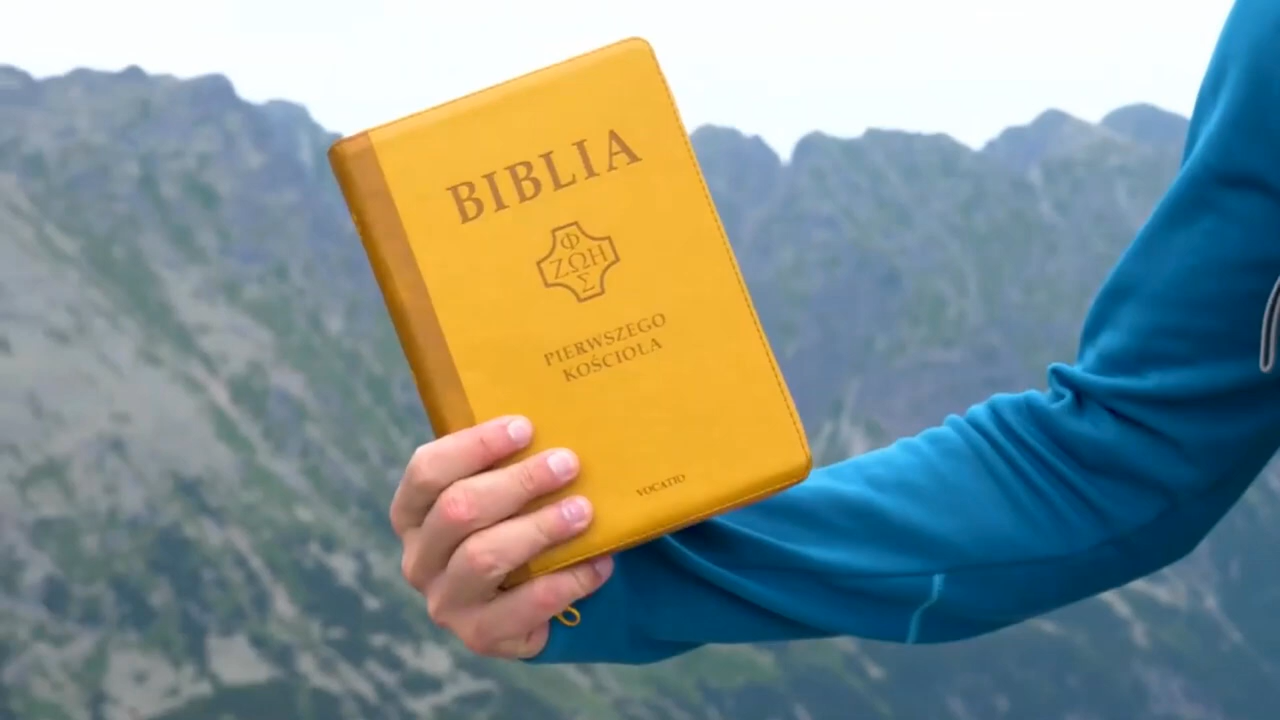 BIBLIA
Φ
ΖΩΗ
Σ
PIERWSZEGO
KOŚCIOŁA
VOCATIO